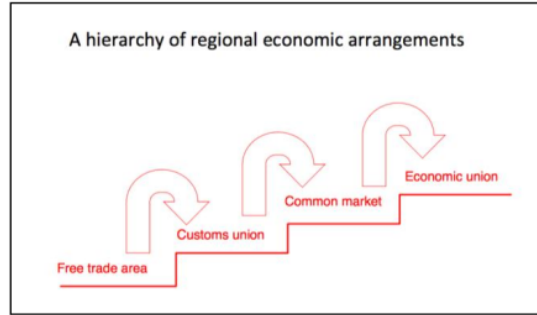 A hierarchy of regional economic arrangements
Economic union
Common market
Customs union
Free trade area